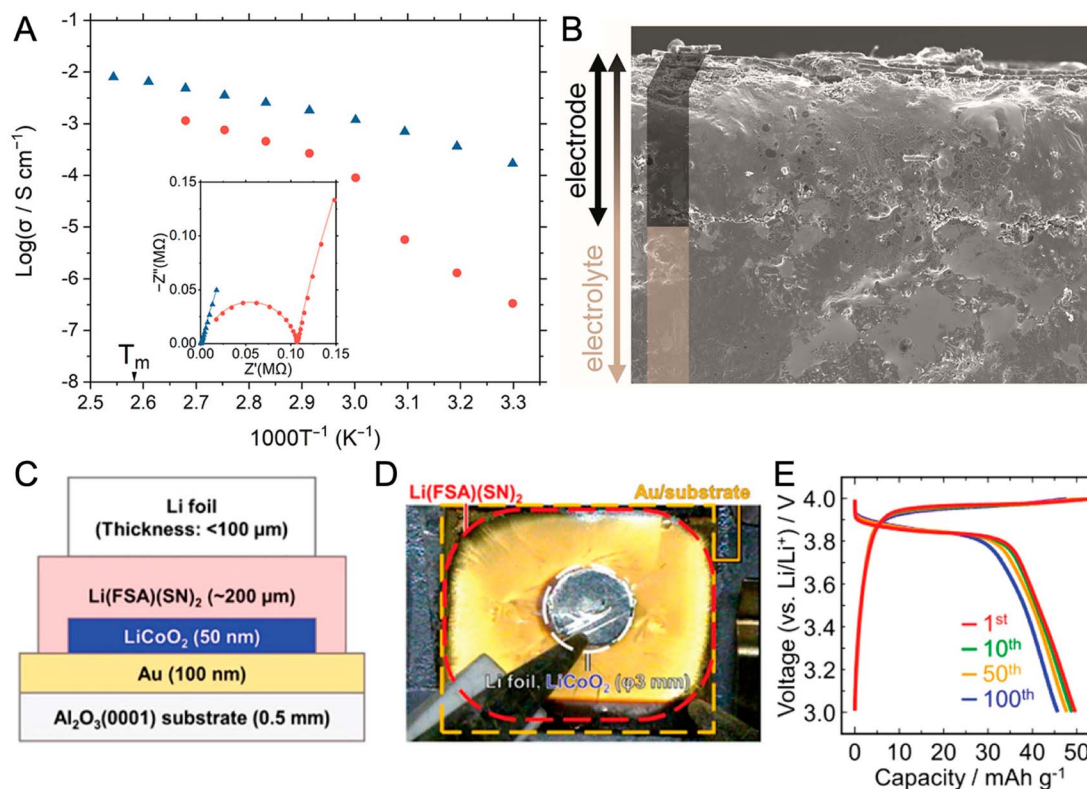 A
-1
-2
-3
-4
-5
-6
-7
-8
Log(σ / S cm⁻¹)
0.15
0.10
0.05
0.00
−Z''(MΩ)
0.00 0.05 0.10 0.15
Z'(MΩ)
Tm
2.5 2.6 2.7 2.8 2.9 3.0 3.1 3.2 3.3
1000T⁻¹ (K⁻¹)
B
electrode
electrolyte
C
Li foil
(Thickness: <100 μm)
Li(FSA)(SN)₂ (~200 μm)
LiCoO₂ (50 nm)
Au (100 nm)
Al₂O₃(0001) substrate (0.5 mm)
D
Li(FSA)(SN)₂
Au/substrate
Li foil, LiCoO₂ (φ3 mm)
E
Voltage (vs. Li/Li⁺) / V
4.0
3.8
3.6
3.4
3.2
3.0
1st
10th
50th
100th
0 10 20 30 40 50
Capacity / mAh g⁻¹